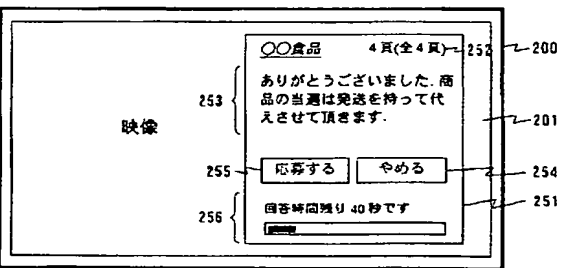 〇〇食品 4頁(全4頁) 252 200
ありがとうございました. 商
品の当選は発送を持って代
えさせて頂きます.
253
映像
201
255 応募する やめる 254
251
256 回答時間残り 40 秒です